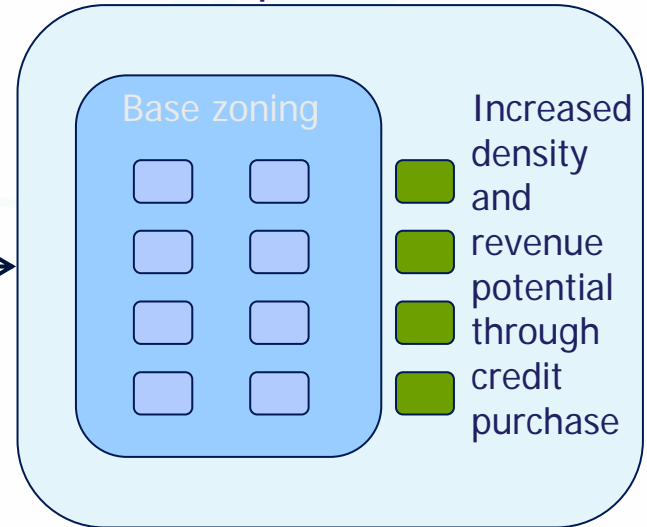 Base zoning
Increased
density
and
revenue
potential
through
credit
purchase